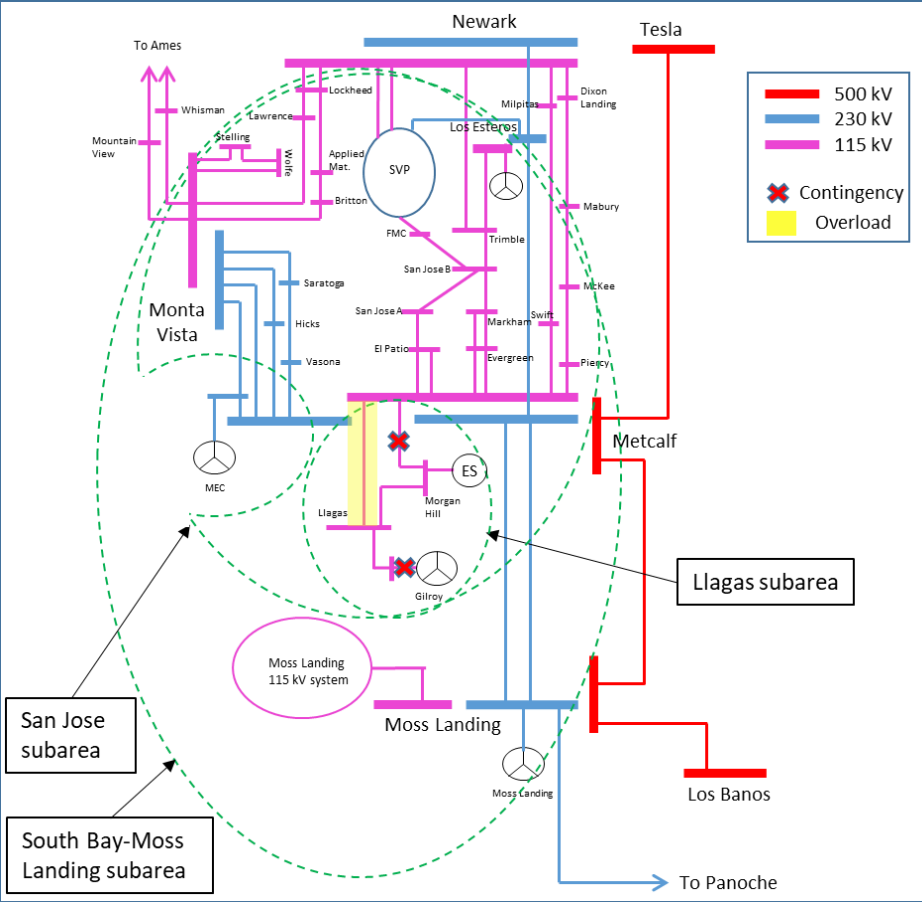 Newark
Tesla
To Ames
500 kV
230 kV
115 kV
Contingency
Overload
Lockheed
Whisman
Lawrence
Mountain
View
Stelling
Wolfe
Applied
Mat.
Britton
SVP
Milpitas
Dixon
Landing
Los Esteros
Mabury
FMC
Trimble
San Jose B
McKee
San Jose A
Markham
Swift
El Patio
Evergreen
Piercy
Monta
Vista
Saratoga
Hicks
Vasona
MEC
Metcalf
ES
Morgan
Hill
Llagas
Gilroy
Llagas subarea
Moss Landing
115 kV system
Moss Landing
San Jose
subarea
Moss Landing
Los Banos
South Bay-Moss
Landing subarea
To Panoche